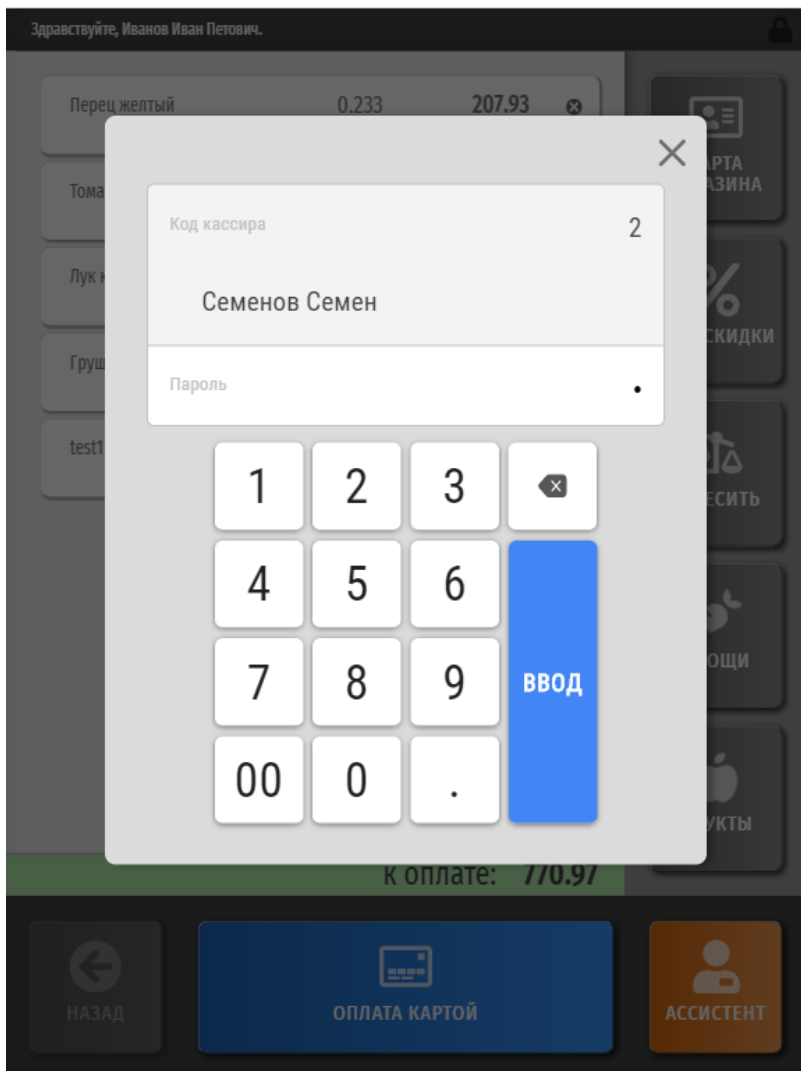 Здравствуйте, Иванов Иван Петович.
Перец желтый 0.233 207.93
Код кассира 2
Семенов Семен
Пароль
1 2 3
4 5 6
7 8 9 ВВОД
00 0 .
test1
к оплате: 770.97
НАЗАД
ОПЛАТА КАРТОЙ
АССИСТЕНТ